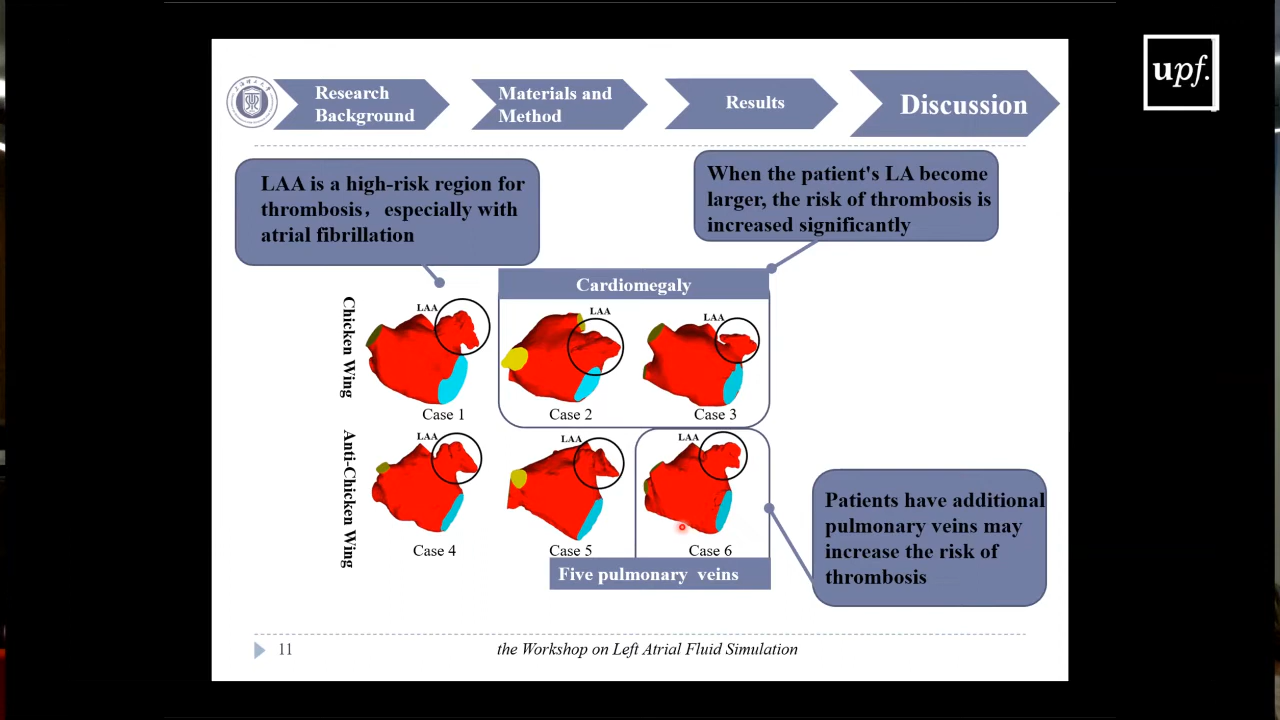 upf.
Research
Background
Materials and
Method
Results
Discussion
LAA is a high-risk region for
thrombosis，especially with
atrial fibrillation
When the patient's LA become
larger, the risk of thrombosis is
increased significantly
Cardiomegaly
Chicken Wing
LAA
LAA
LAA
Case 1
Case 2
Case 3
Anti-Chicken Wing
LAA
LAA
LAA
Case 4
Case 5
Case 6
Five pulmonary veins
Patients have additional
pulmonary veins may
increase the risk of
thrombosis
11
the Workshop on Left Atrial Fluid Simulation